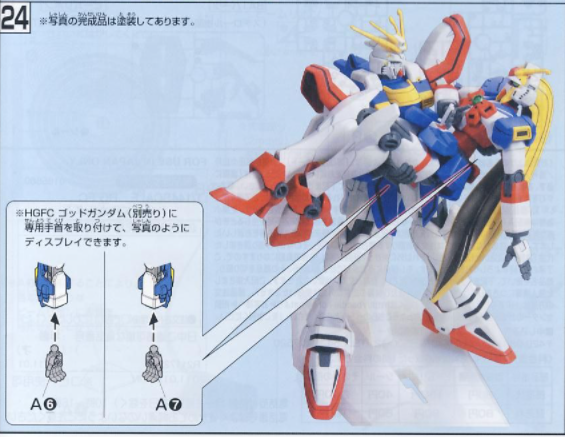 24
※写真の完成品は塗装してあります。
※HGFC ゴッドガンダム(別売り)に
専用手首を取り付けて、写真のように
ディスプレイできます。
A❻
A❼